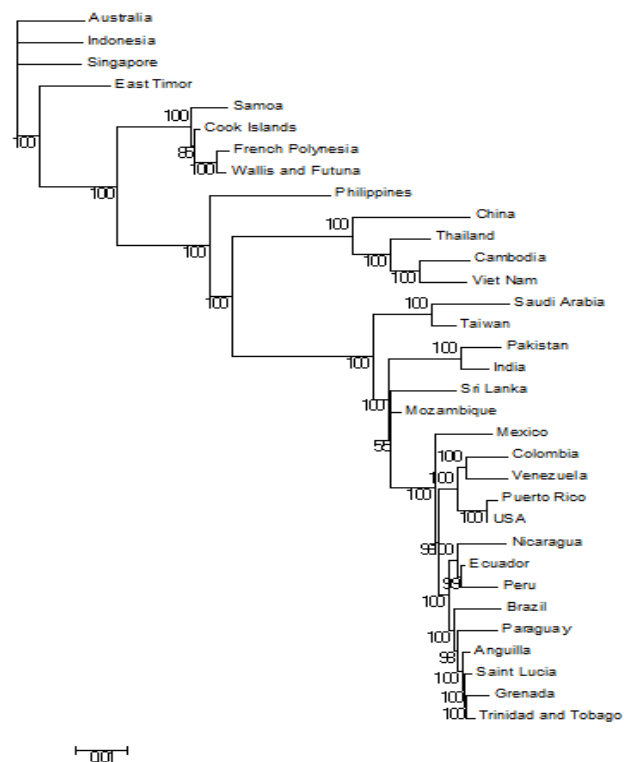 Australia
Indonesia
Singapore
East Timor
100
Samoa
100
Cook Islands
85
French Polynesia
100
Wallis and Futuna
100
Philippines
China
100
Thailand
100
Cambodia
100
Viet Nam
100
100
Saudi Arabia
100
Taiwan
Pakistan
100
100
India
Sri Lanka
100
Mozambique
55
Mexico
Colombia
100
100
Venezuela
100
Puerto Rico
100
USA
Nicaragua
Ecuador
99
Peru
100
Brazil
Paraguay
100
Anguilla
98
Saint Lucia
100
Grenada
100
Trinidad and Tobago
100
0.01